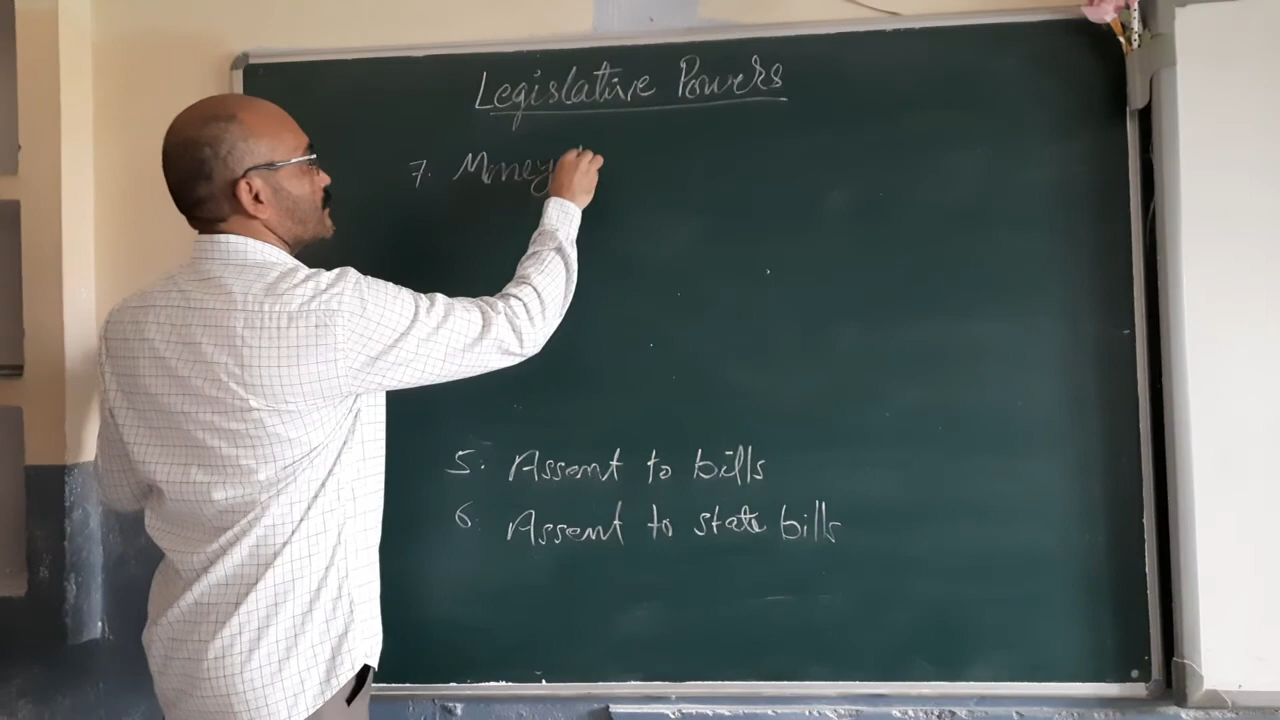 Legislative Powers
7. Money
5. Assent to bills
6. Assent to state bills